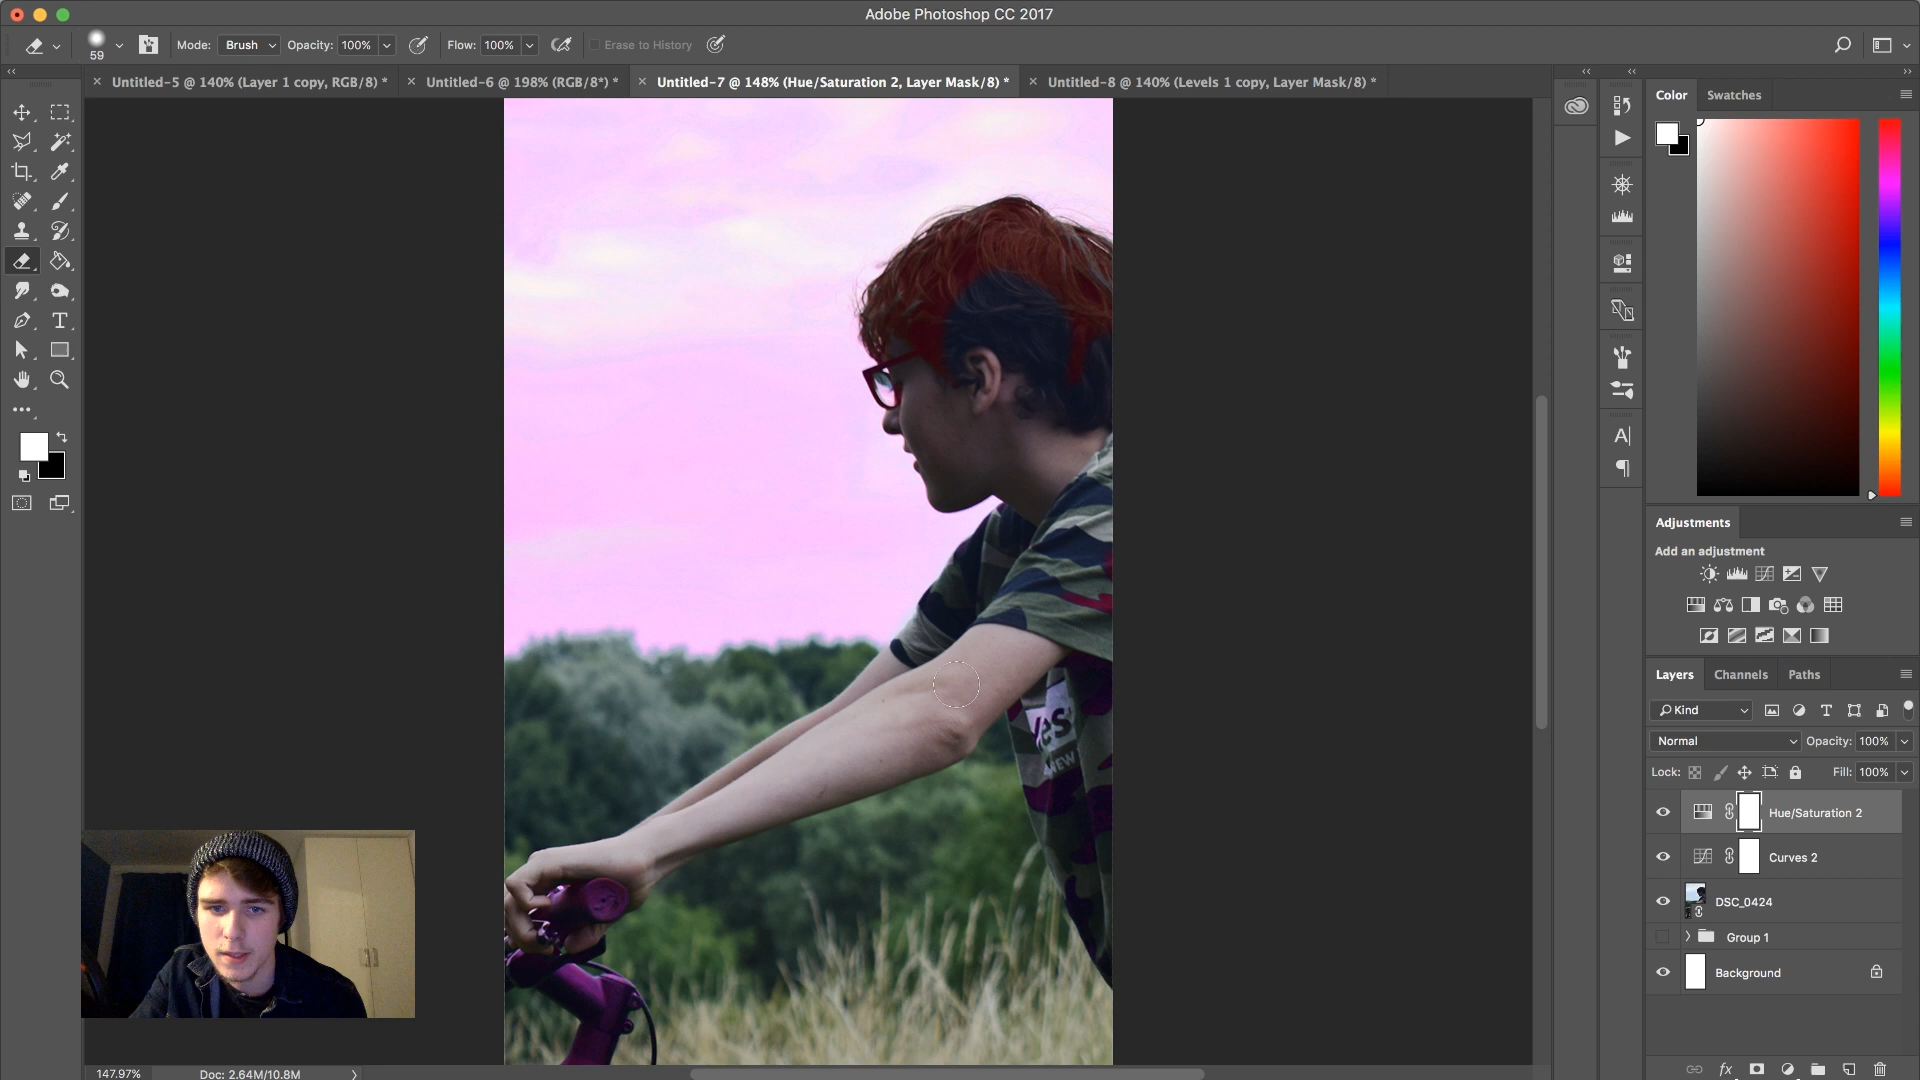 Adobe Photoshop CC 2017
59
Mode: Brush Opacity: 100% Flow: 100% Erase to History
Untitled-5 @ 140% (Layer 1 copy, RGB/8) *
Untitled-6 @ 198% (RGB/8*) *
Untitled-7 @ 148% (Hue/Saturation 2, Layer Mask/8) *
Untitled-8 @ 140% (Levels 1 copy, Layer Mask/8) *
Color Swatches
Adjustments
Add an adjustment
Layers Channels Paths
Kind
Normal Opacity: 100%
Lock: Fill: 100%
Hue/Saturation 2
Curves 2
DSC_0424
Group 1
Background
fx
NEW
147.97% Doc: 2.64M/10.8M